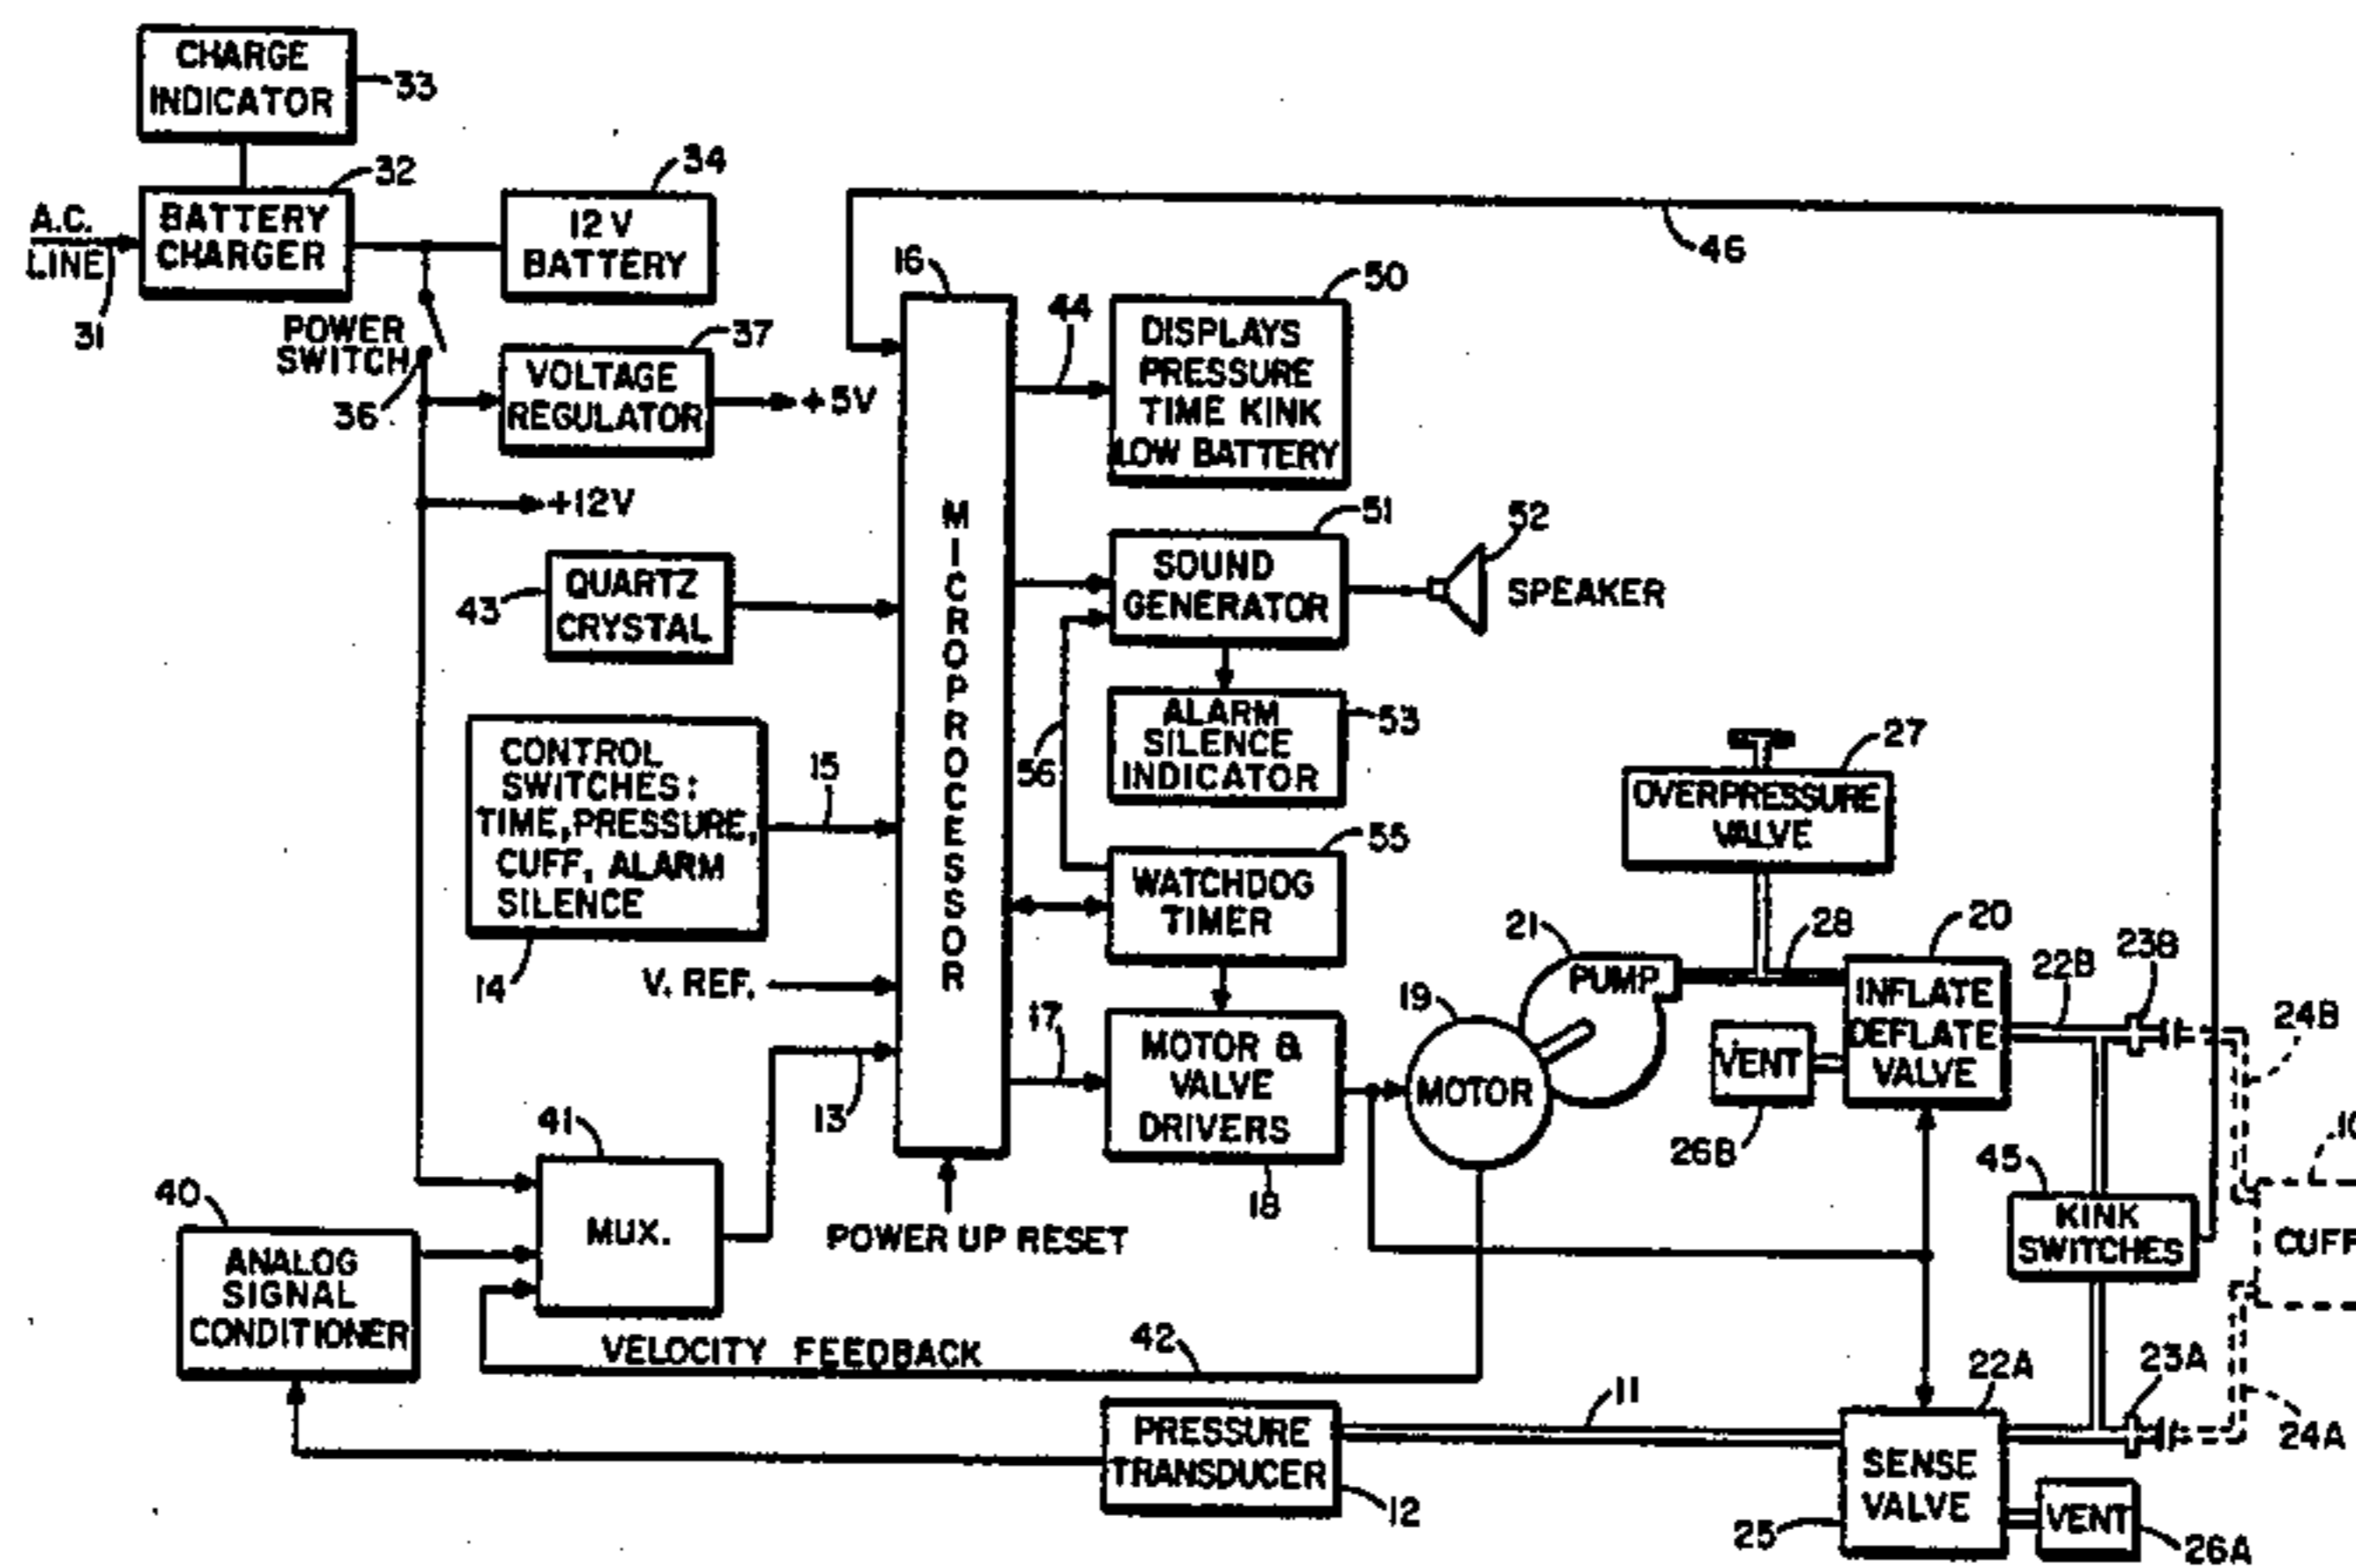 CHARGE
INDICATOR
33
32
A.C.
LINE
31
BATTERY
CHARGER
34
12 V
BATTERY
POWER
SWITCH
36
37
VOLTAGE
REGULATOR
+5V
+12V
43
QUARTZ
CRYSTAL
CONTROL
SWITCHES:
TIME, PRESSURE,
CUFF, ALARM
SILENCE
14
15
V. REF.
13
16
MICROPROCESSOR
POWER UP RESET
41
MUX.
40
ANALOG
SIGNAL
CONDITIONER
VELOCITY FEEDBACK
42
44
50
DISPLAYS
PRESSURE
TIME KINK
LOW BATTERY
46
51
SOUND
GENERATOR
52
SPEAKER
53
ALARM
SILENCE
INDICATOR
56
55
WATCHDOG
TIMER
17
MOTOR &
VALVE
DRIVERS
18
19
MOTOR
21
PUMP
27
OVERPRESSURE
VALVE
28
20
INFLATE
DEFLATE
VALVE
VENT
26B
22B
23B
24B
45
KINK
SWITCHES
CUFF
PRESSURE
TRANSDUCER
12
11
22A
23A
24A
SENSE
VALVE
25
VENT
26A